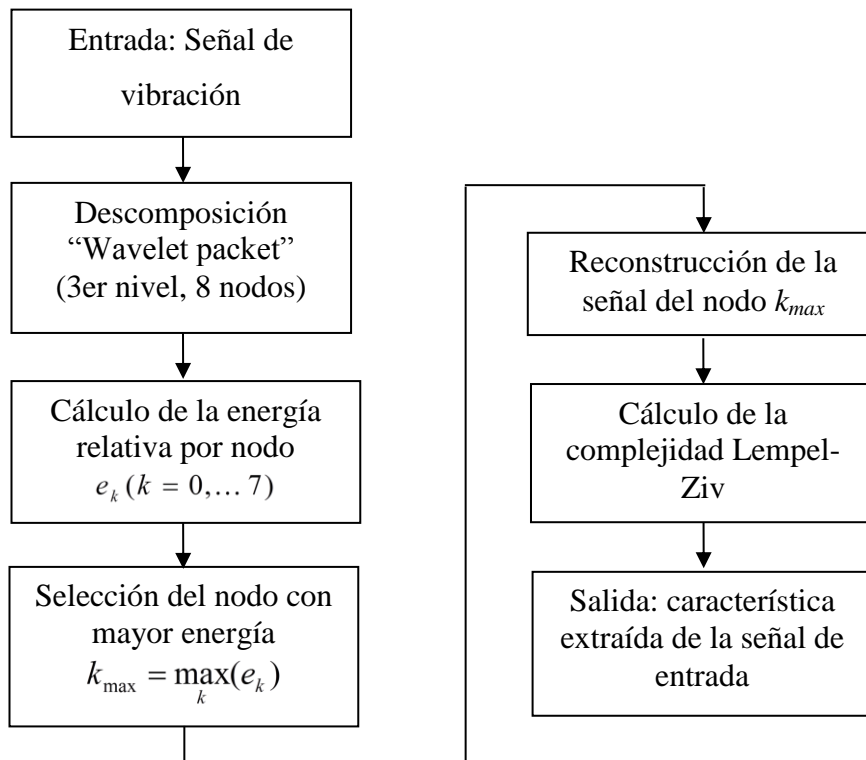 Entrada: Señal de
vibración
Descomposición
“Wavelet packet”
(3er nivel, 8 nodos)
Cálculo de la energía
relativa por nodo
e_k (k = 0,… 7)
Selección del nodo con
mayor energía
k_max = max_k(e_k)
Reconstrucción de la
señal del nodo k_max
Cálculo de la
complejidad Lempel-
Ziv
Salida: característica
extraída de la señal de
entrada